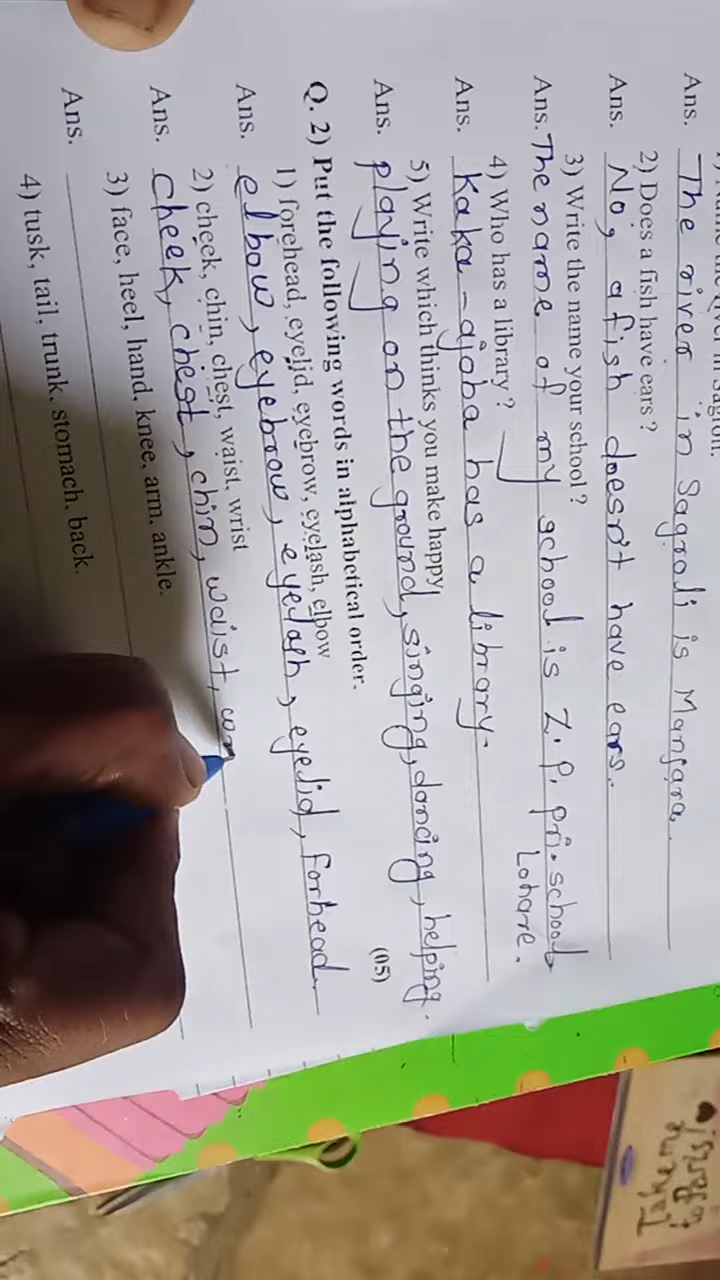 Ans. The river in Sagroli is Manjara.
2) Does a fish have ears ?
Ans. No, a fish doesn't have ears.
3) Write the name your school ?
Ans. The name of my school is Z.P. pri. school
Lohare.
4) Who has a library ?
Ans. Kaka-ajoba has a library.
5) Write which thinks you make happy
Ans. playing on the ground, singing, dancing, helping.
Q. 2) Put the following words in alphabetical order. (05)
1) forehead, eyelid, eyebrow, eyelash, elbow
Ans. elbow, eyebrow, eyelash, eyelid, forhead.
2) cheek, chin, chest, waist, wrist
Ans. cheek, chest, chin, waist, wr
3) face, heel, hand, knee, arm, ankle.
Ans.
4) tusk, tail, trunk, stomach, back.